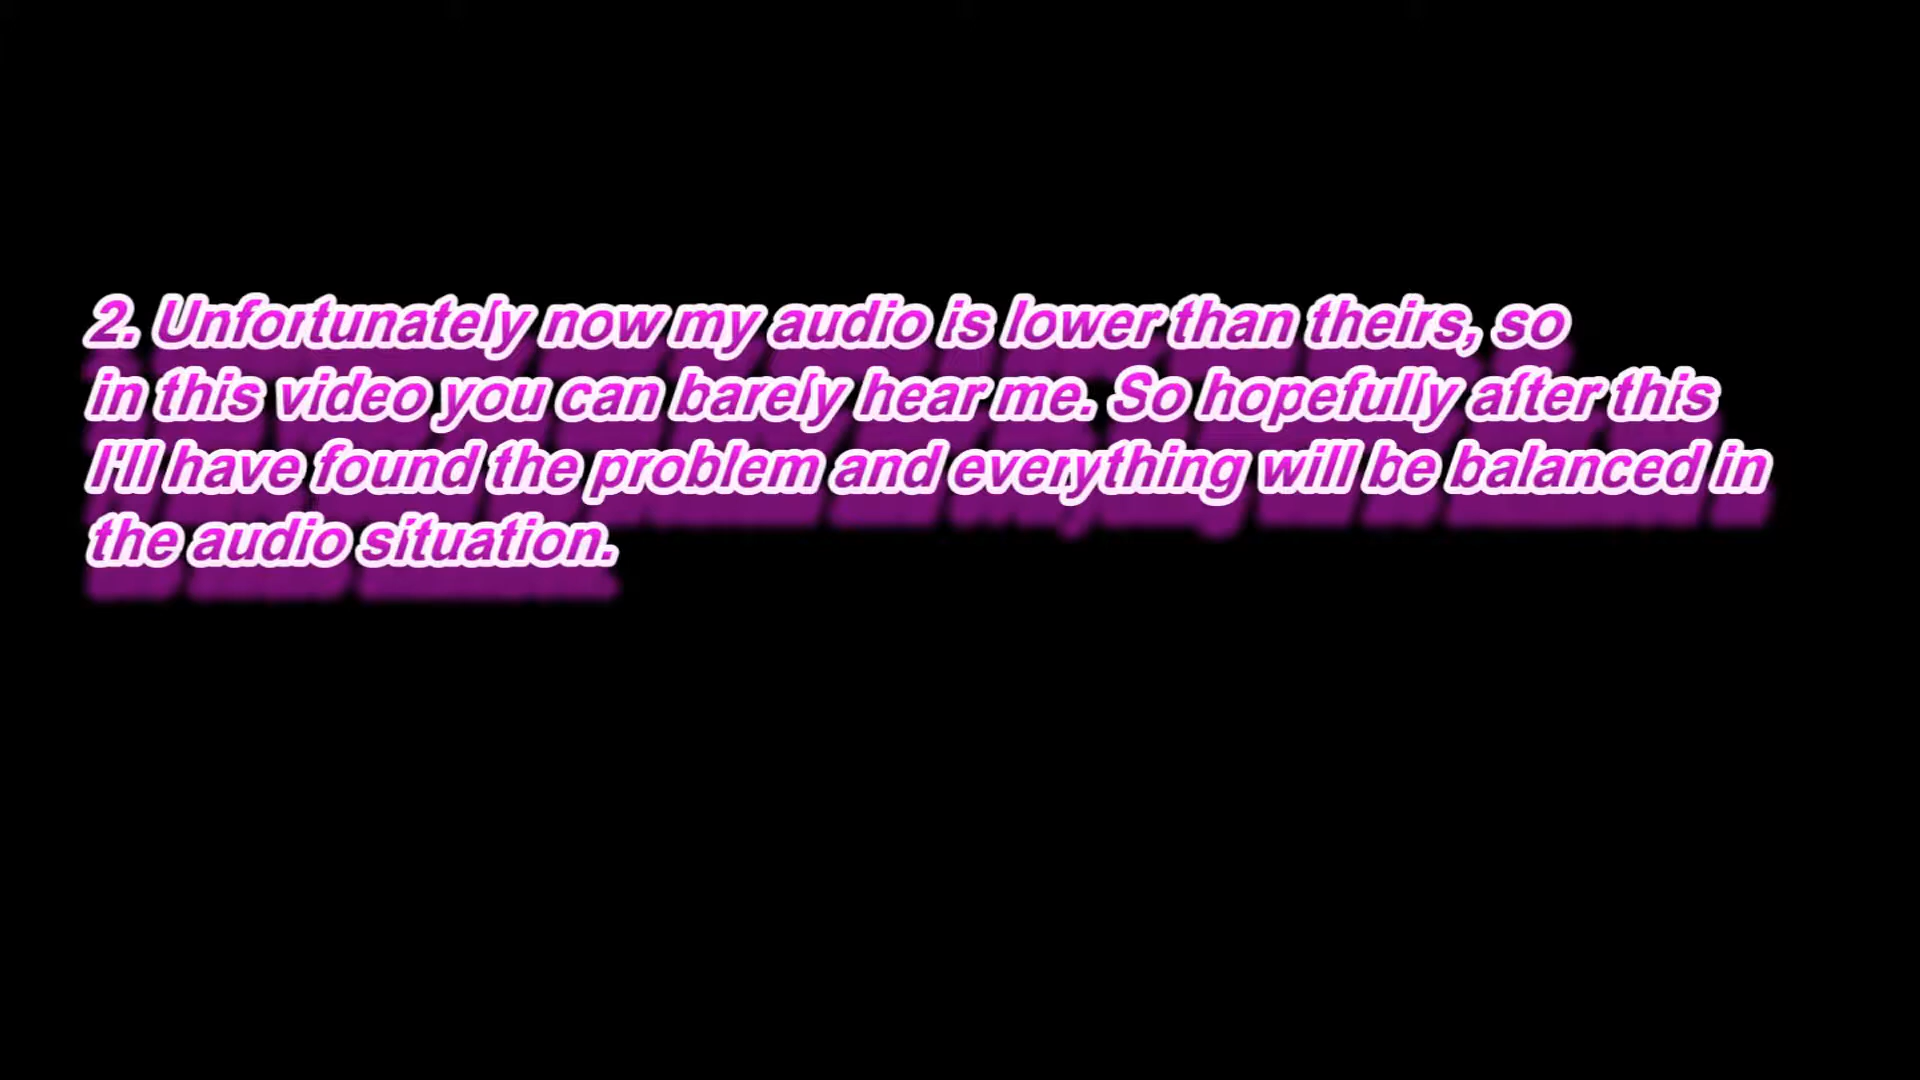 2. Unfortunately now my audio is lower than theirs, so
in this video you can barely hear me. So hopefully after this
I'll have found the problem and everything will be balanced in
the audio situation.